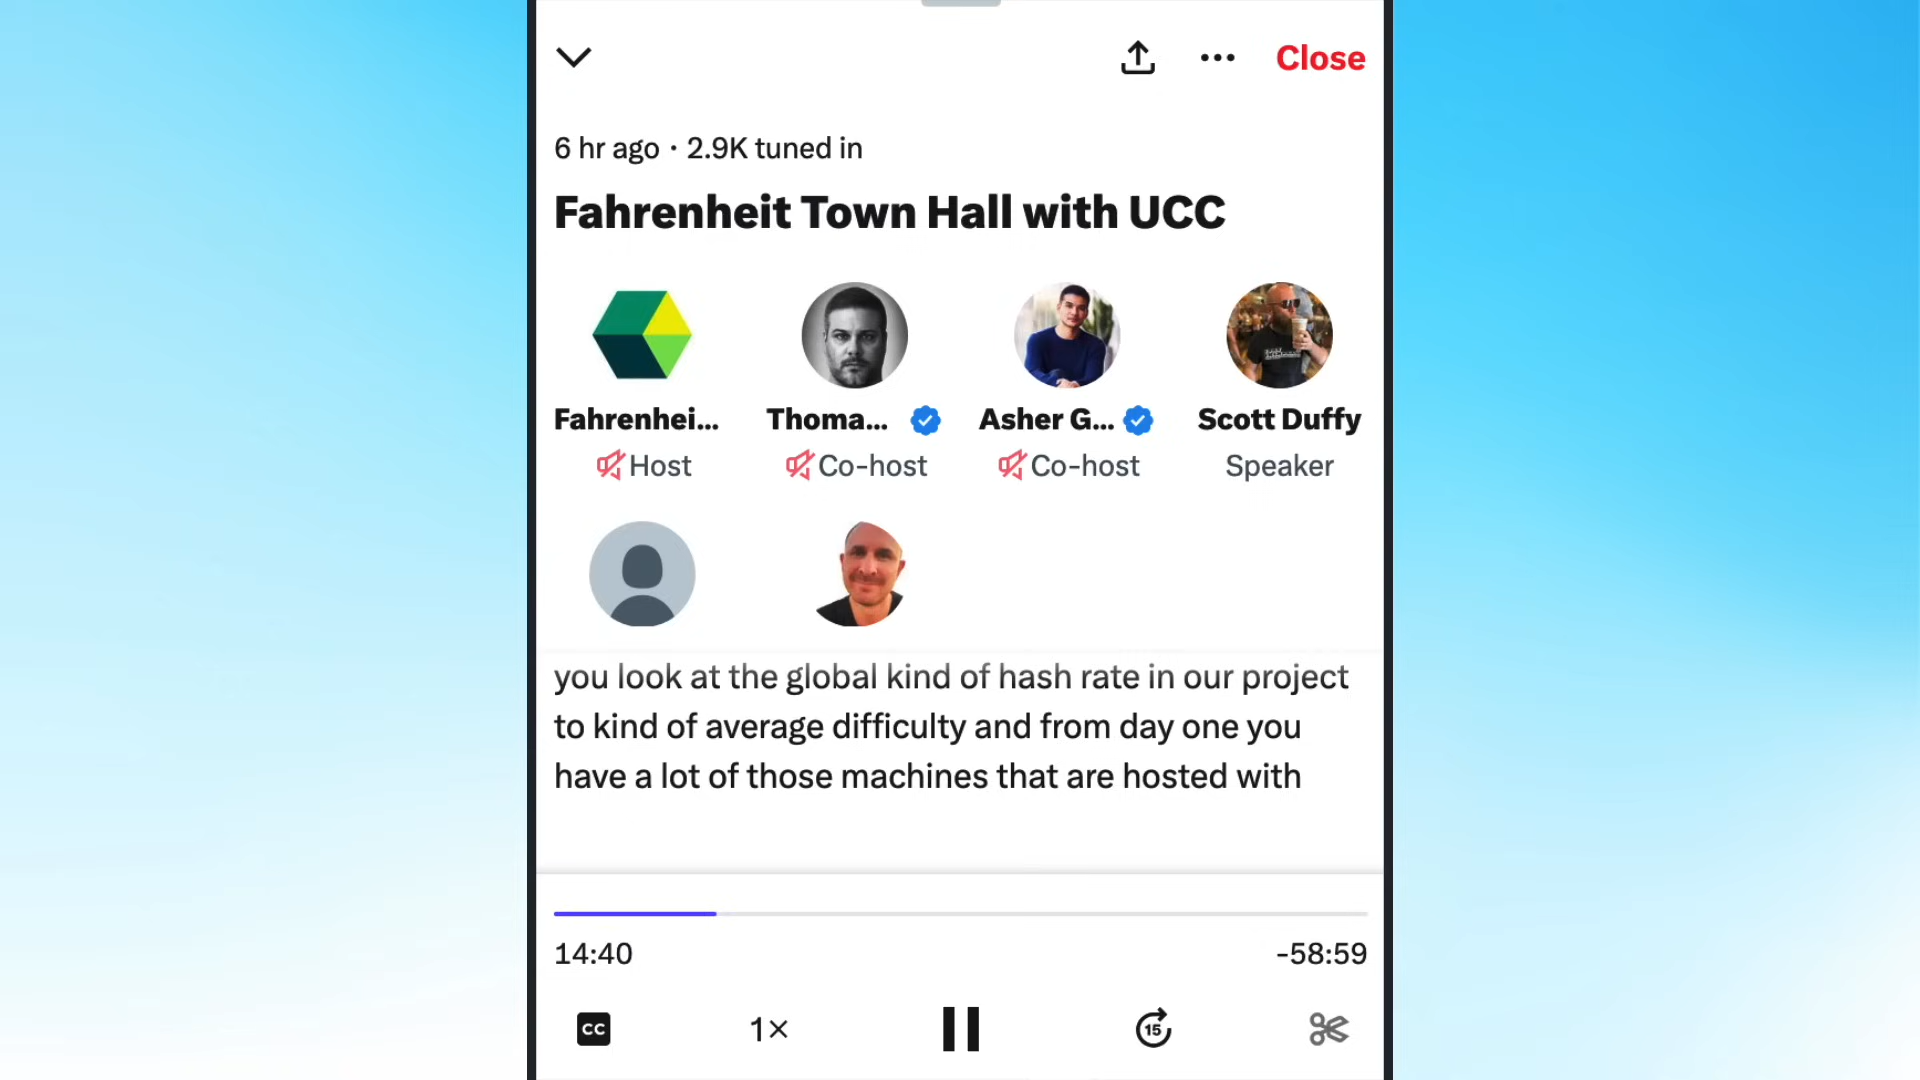 Close
6 hr ago · 2.9K tuned in
Fahrenheit Town Hall with UCC
Fahrenhei... Thoma... Asher G... Scott Duffy
Host Co-host Co-host Speaker
you look at the global kind of hash rate in our project
to kind of average difficulty and from day one you
have a lot of those machines that are hosted with
14:40 -58:59
CC 1× 15